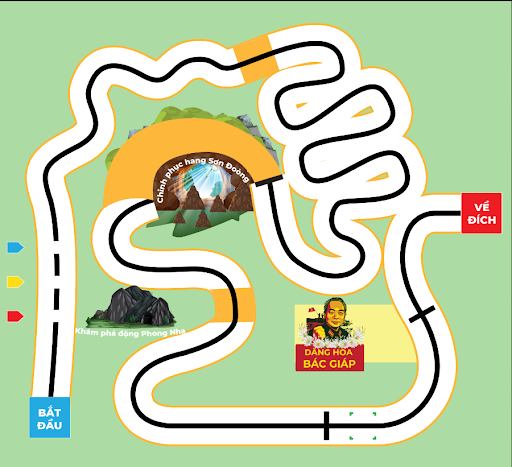 Chinh phục hang Sơn Đoòng
VỀ
ĐÍCH
Khám phá động Phong Nha
DÂNG HOA
BÁC GIÁP
BẮT
ĐẦU